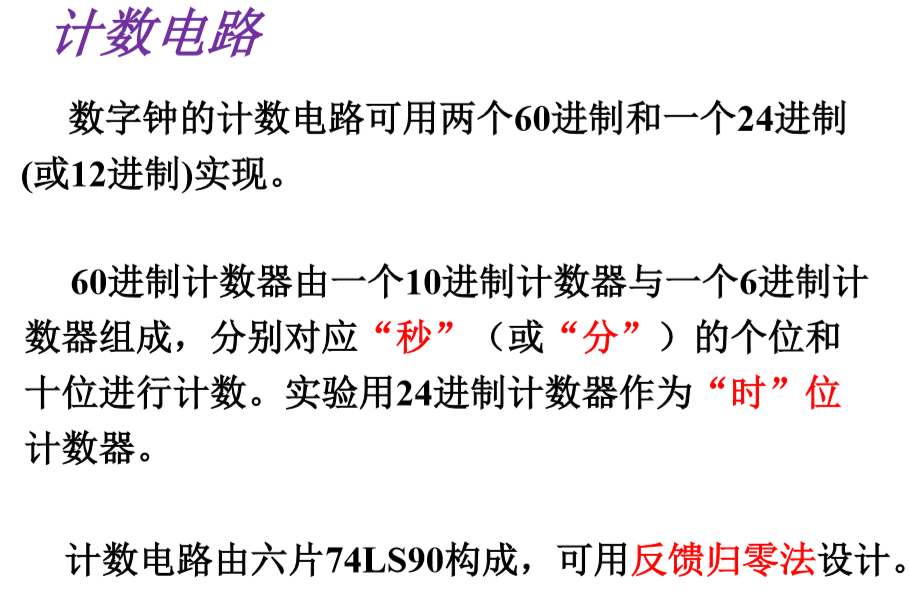 计数电路
数字钟的计数电路可用两个60进制和一个24进制
(或12进制)实现。
60进制计数器由一个10进制计数器与一个6进制计
数器组成，分别对应“秒”（或“分”）的个位和
十位进行计数。实验用24进制计数器作为“时”位
计数器。
计数电路由六片74LS90构成，可用反馈归零法设计。